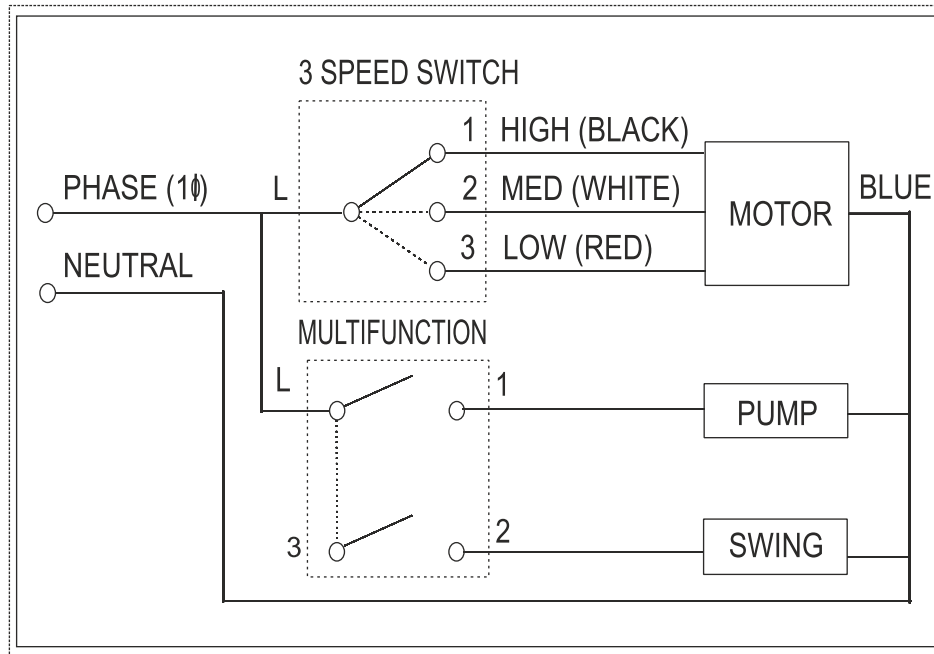 3 SPEED SWITCH
1 HIGH (BLACK)
PHASE (1ϕ) L 2 MED (WHITE) MOTOR BLUE
3 LOW (RED)
NEUTRAL
MULTIFUNCTION
L 1
PUMP
3 2 SWING